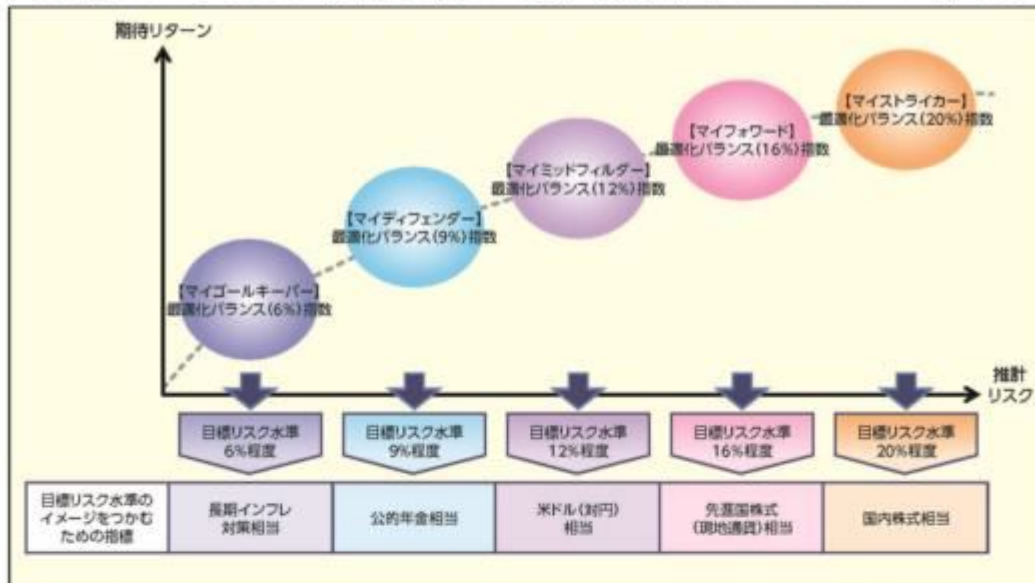 期待リターン
【マイストライカー】
最適化バランス(20%)指数
【マイフォワード】
最適化バランス(16%)指数
【マイミッドフィルダー】
最適化バランス(12%)指数
【マイディフェンダー】
最適化バランス(9%)指数
【マイゴールキーパー】
最適化バランス(6%)指数
推計
リスク
目標リスク水準
6%程度
目標リスク水準
9%程度
目標リスク水準
12%程度
目標リスク水準
16%程度
目標リスク水準
20%程度
目標リスク水準の
イメージをつかむ
ための指標
長期インフレ
対策相当
公的年金相当
米ドル(対円)
相当
先進国株式
(現地通貨)相当
国内株式相当